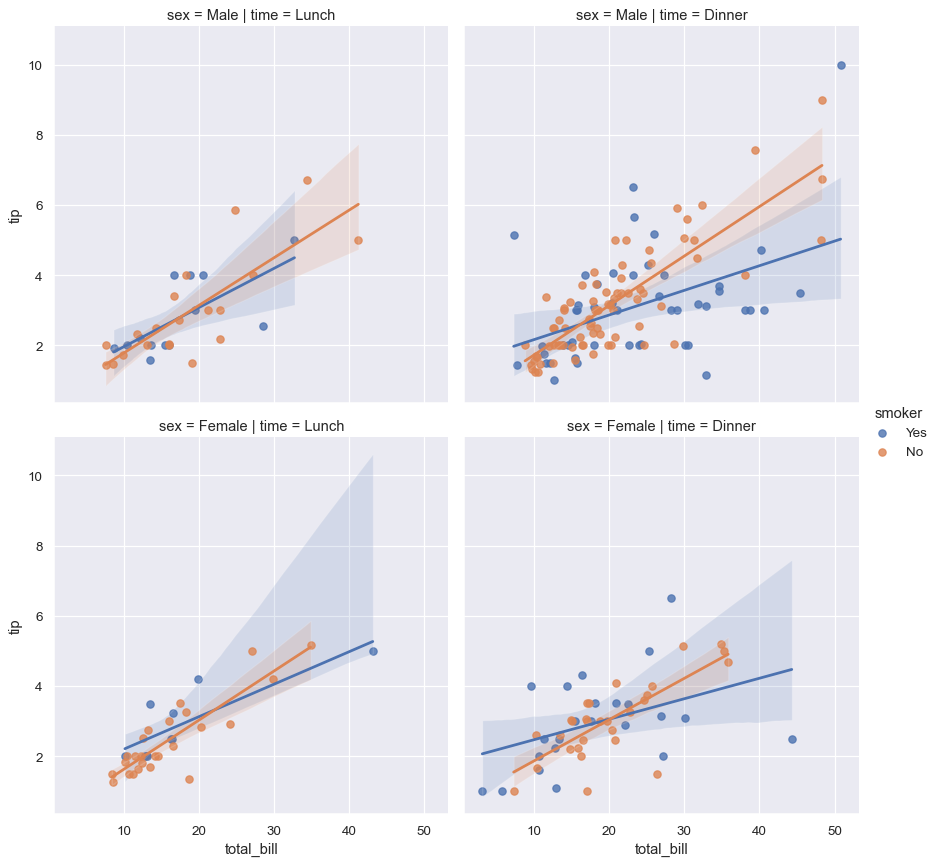 sex = Male | time = Lunch
sex = Male | time = Dinner
10
8
6
4
2
tip
sex = Female | time = Lunch
sex = Female | time = Dinner
10
8
6
4
2
tip
10 20 30 40 50
total_bill
10 20 30 40 50
total_bill
smoker
Yes
No